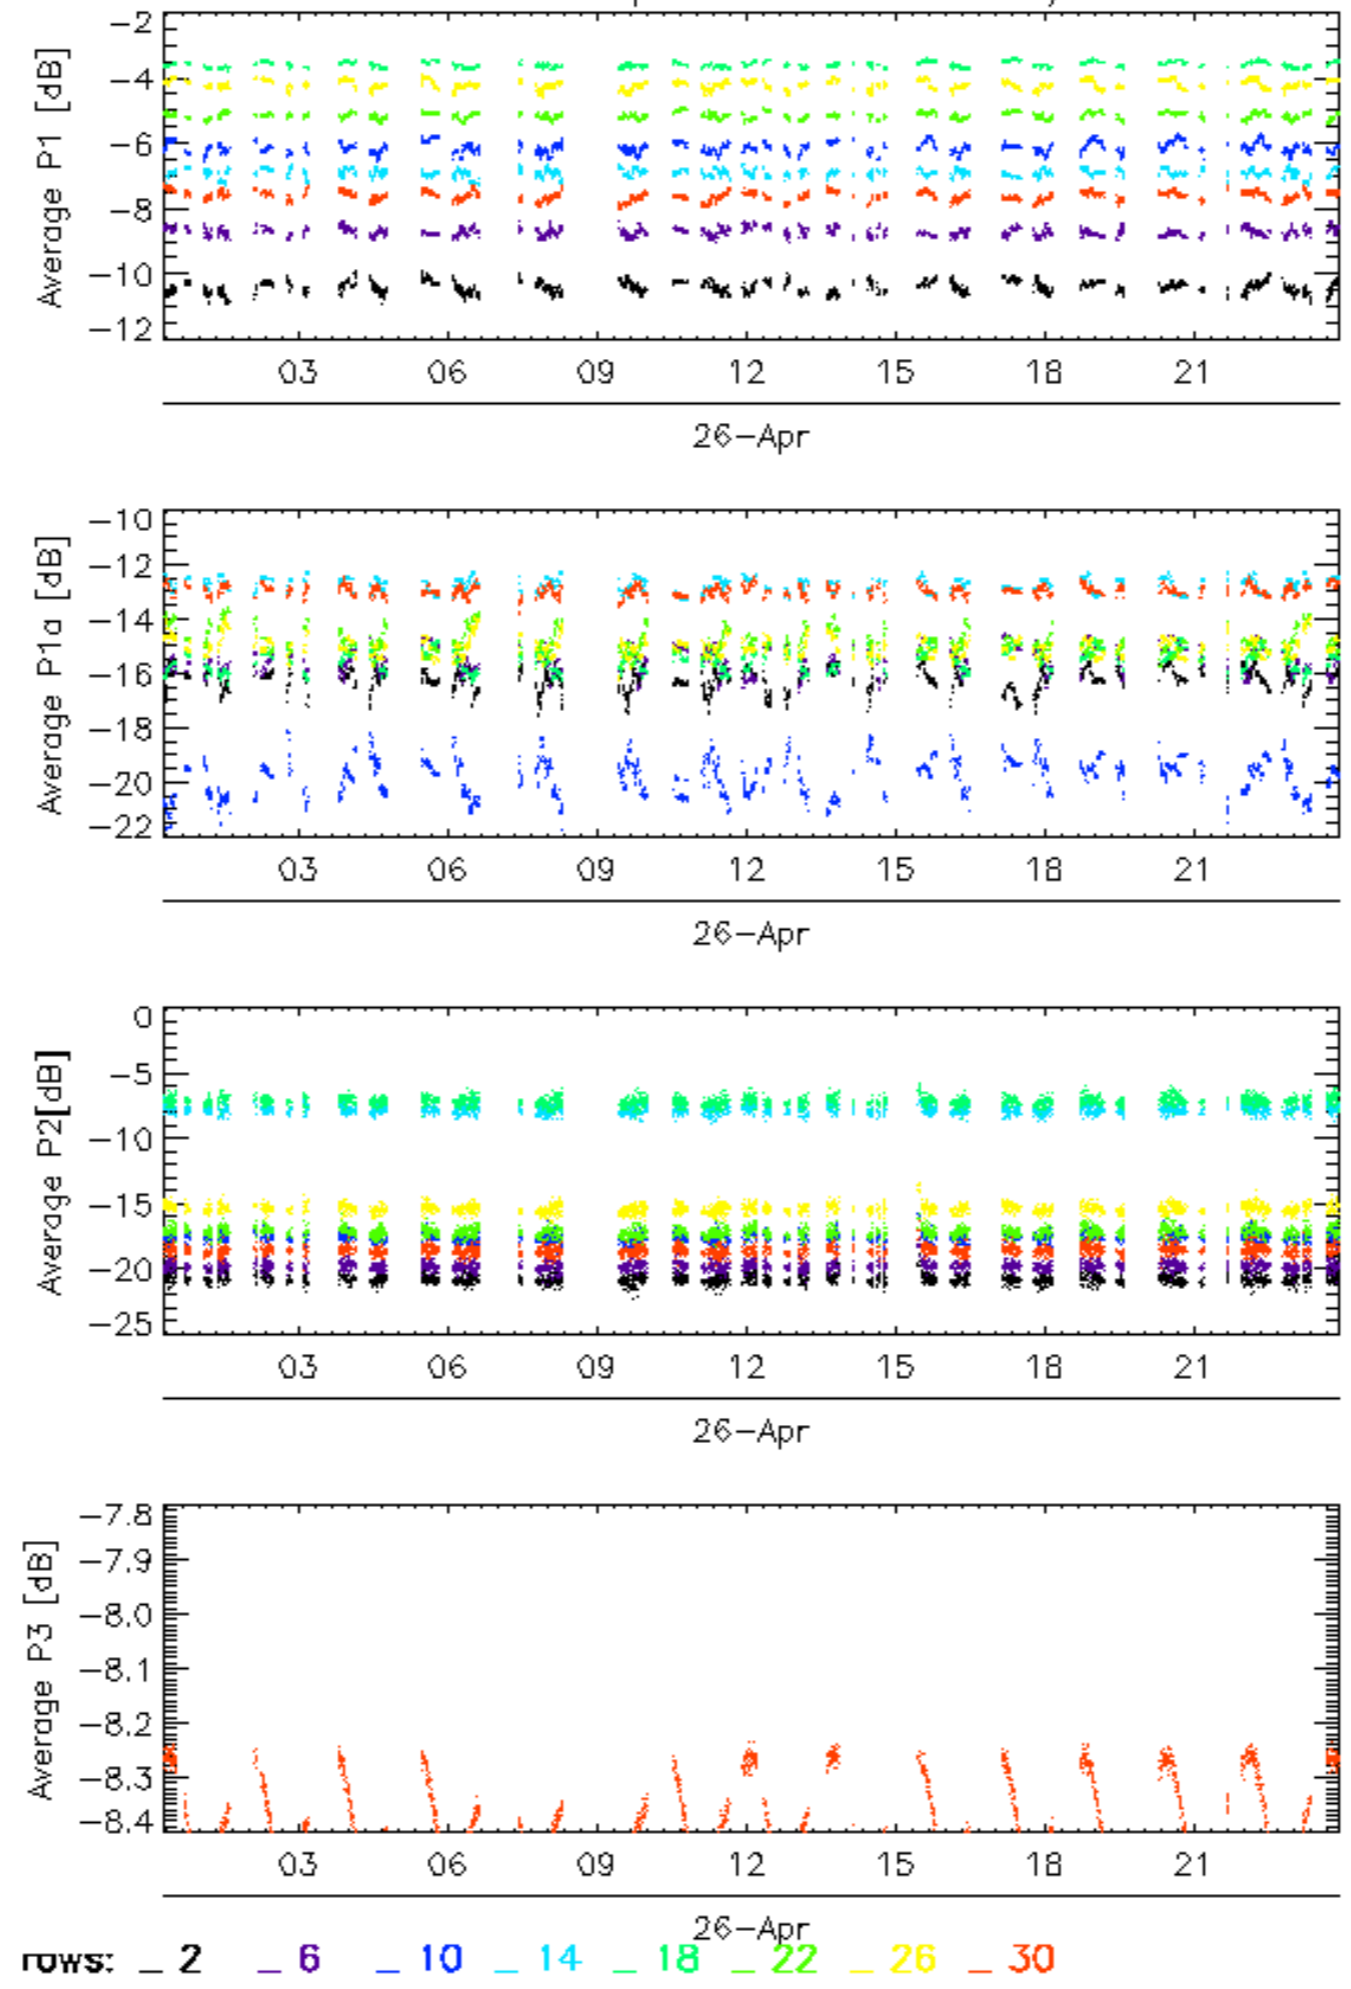 Average P1 [dB]
−2
−4
−6
−8
−10
−12
03 06 09 12 15 18 21
26−Apr
Average P1a [dB]
−10
−12
−14
−16
−18
−20
−22
03 06 09 12 15 18 21
26−Apr
Average P2[dB]
0
−5
−10
−15
−20
−25
03 06 09 12 15 18 21
26−Apr
Average P3 [dB]
−7.8
−7.9
−8.0
−8.1
−8.2
−8.3
−8.4
03 06 09 12 15 18 21
26−Apr
rows: _ 2 _ 6 _ 10 _ 14 _ 18 _ 22 _ 26 _ 30